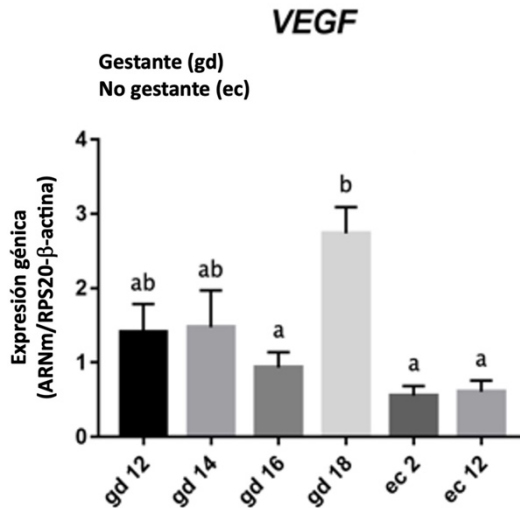 VEGF
Gestante (gd)
No gestante (ec)
Expresión génica
(ARNm/RPS20-β-actina)
4
3
2
1
0
ab
ab
a
b
a
a
gd 12
gd 14
gd 16
gd 18
ec 2
ec 12